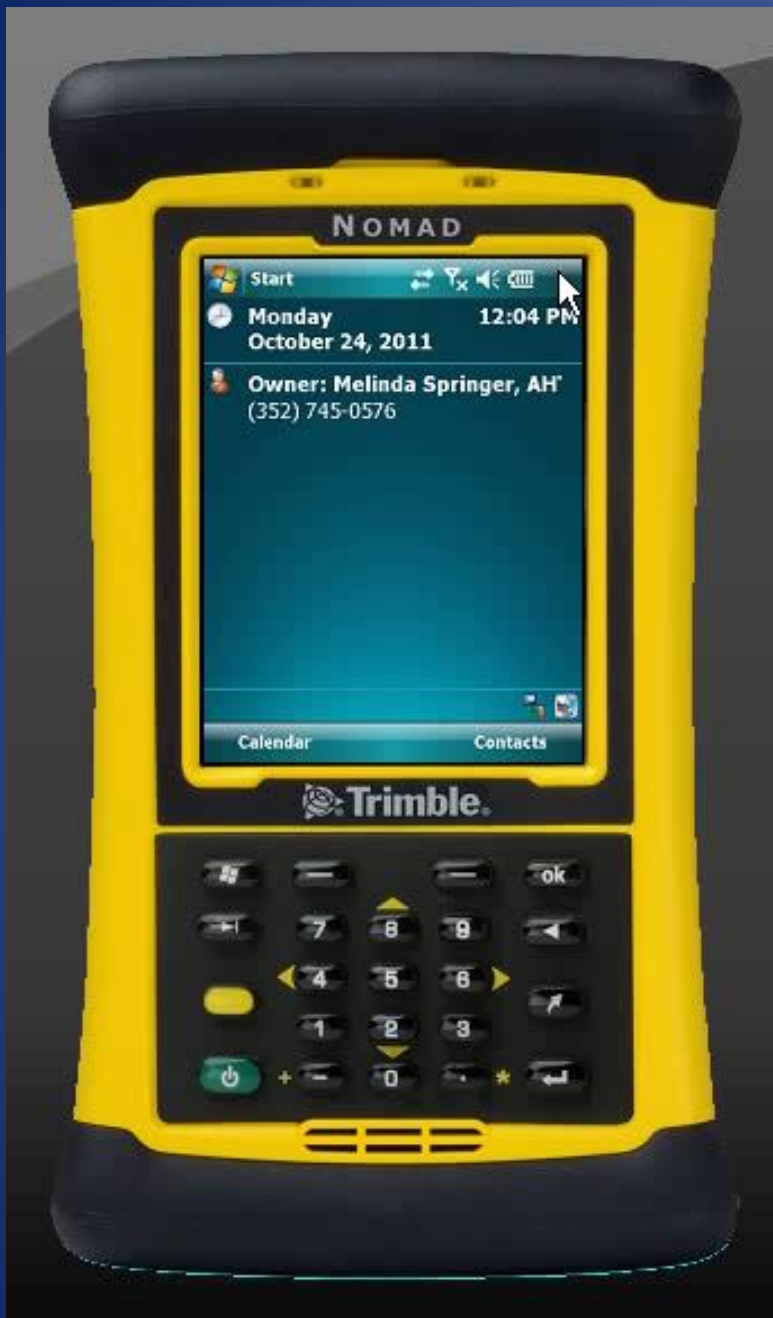 NOMAD
Start
Monday 12:04 PM
October 24, 2011
Owner: Melinda Springer, AH
(352) 745-0576
Calendar Contacts
Trimble.
ok
7 8 9
4 5 6
1 2 3
+ - 0 . *